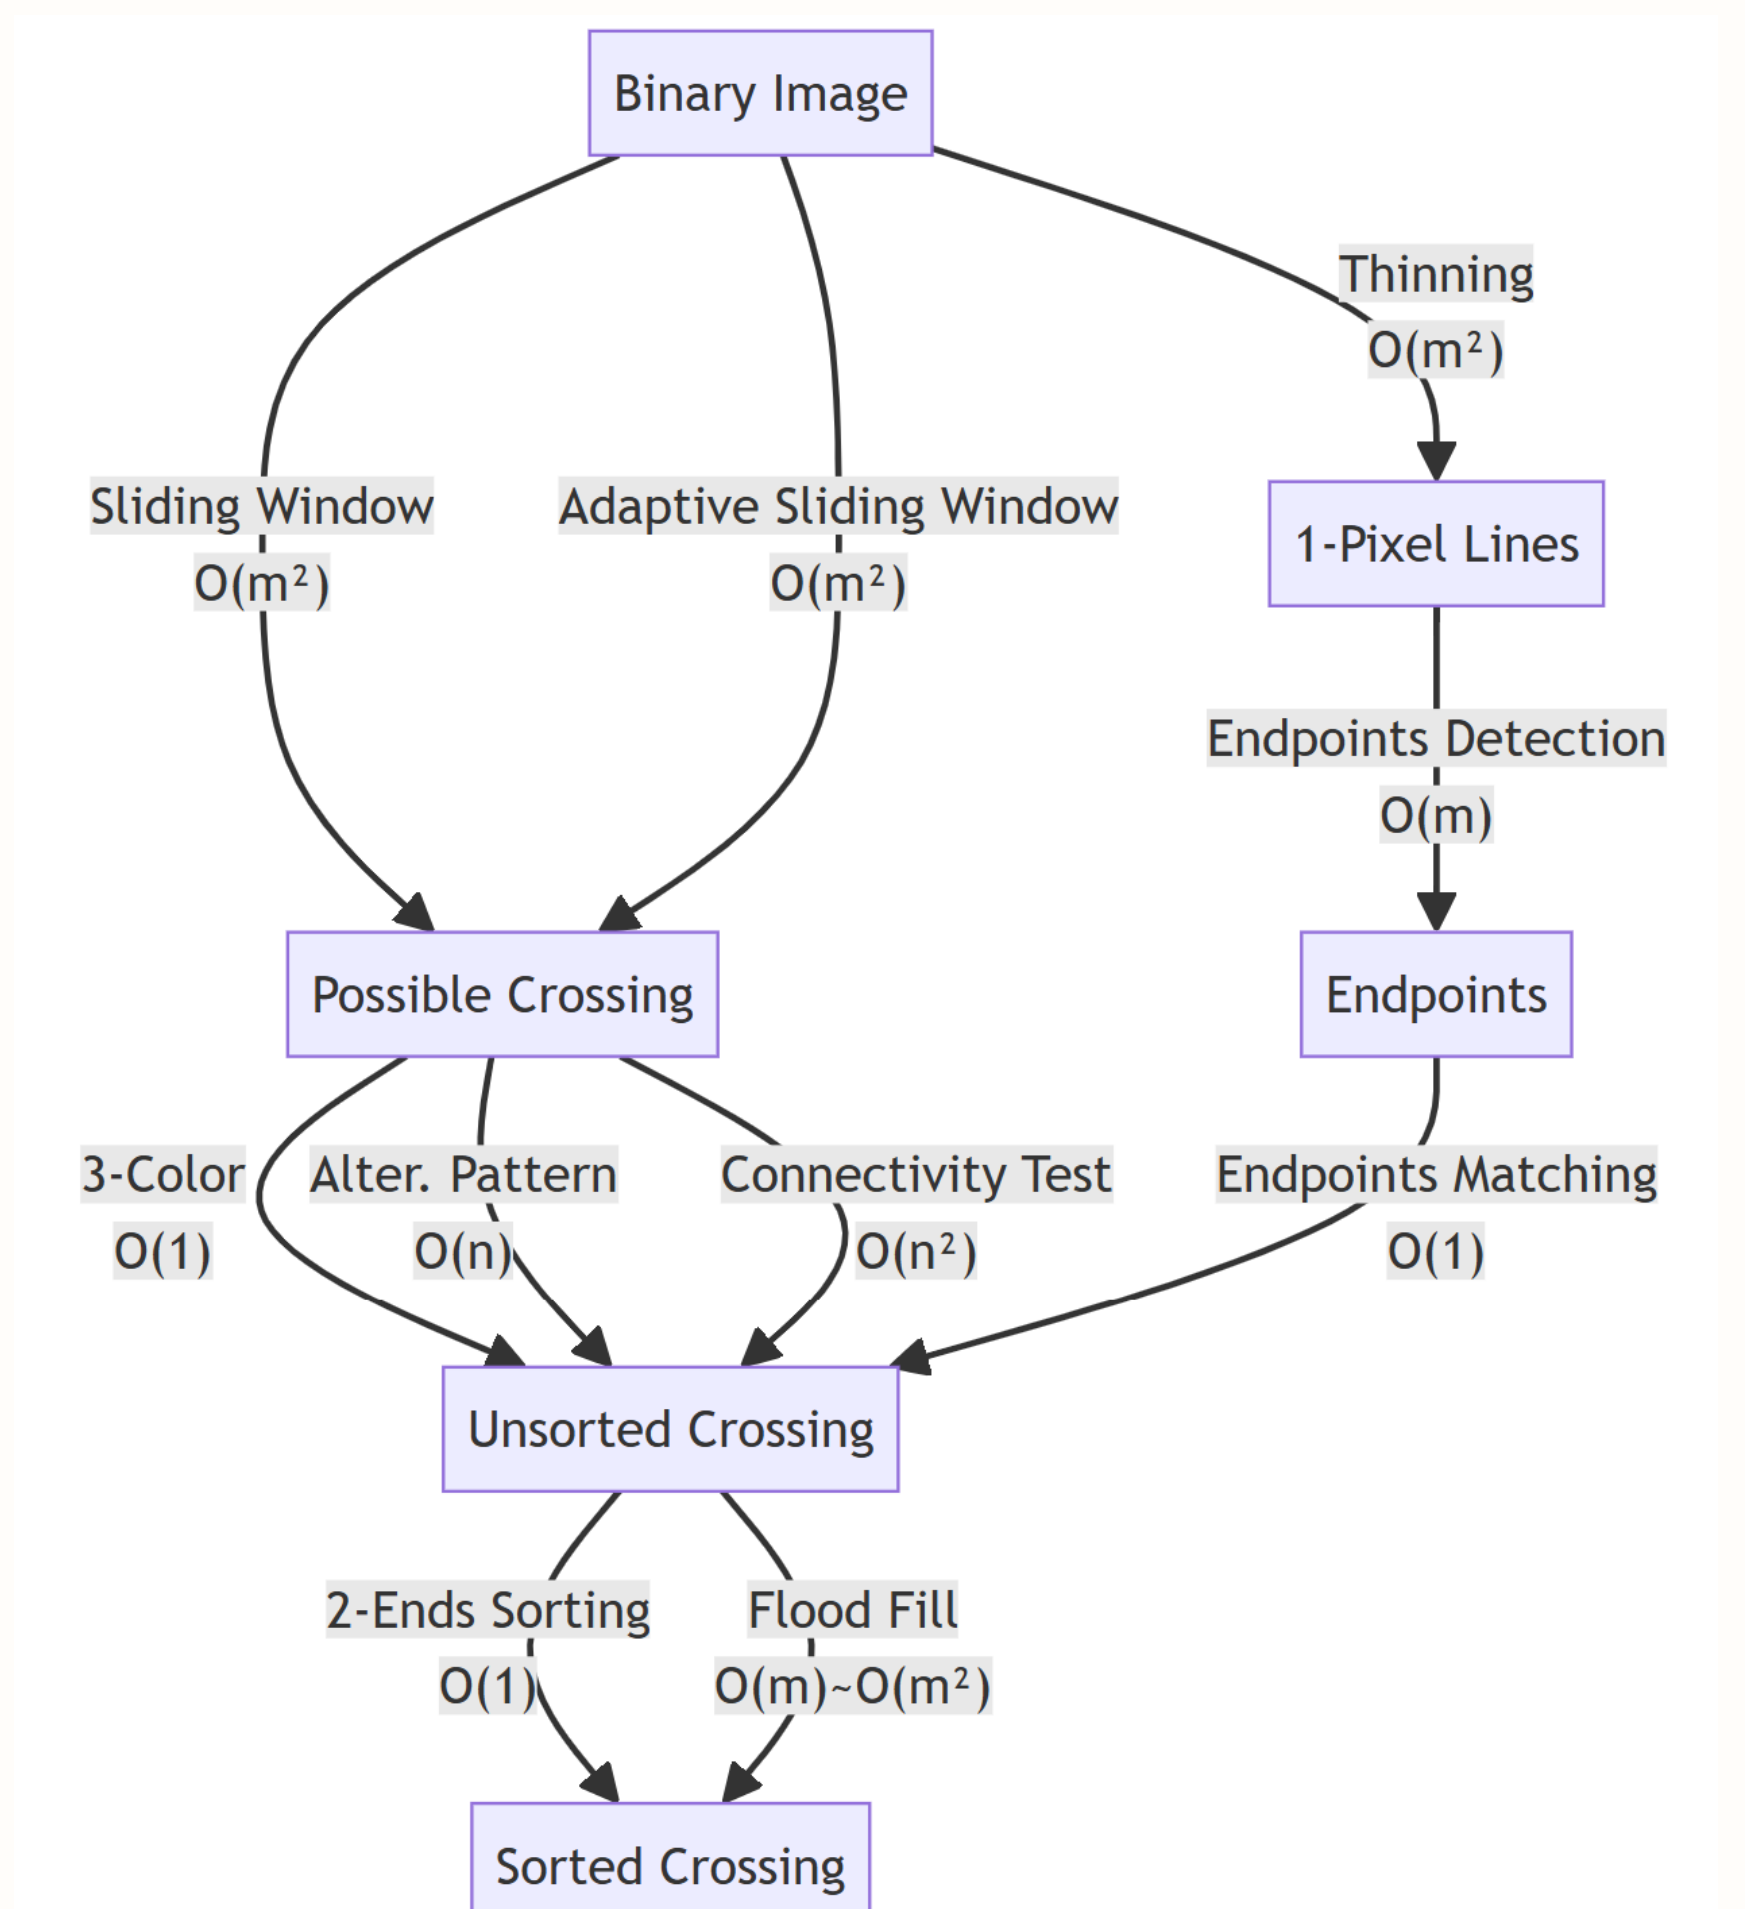 Binary Image
Thinning
O(m²)
Sliding Window
O(m²)
Adaptive Sliding Window
O(m²)
1-Pixel Lines
Endpoints Detection
O(m)
Possible Crossing
Endpoints
3-Color
O(1)
Alter. Pattern
O(n)
Connectivity Test
O(n²)
Endpoints Matching
O(1)
Unsorted Crossing
2-Ends Sorting
O(1)
Flood Fill
O(m)~O(m²)
Sorted Crossing